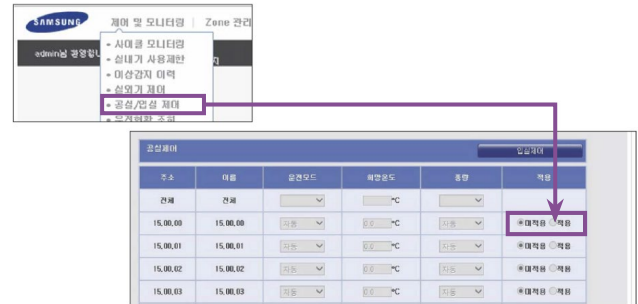 SAMSUNG
제어 및 모니터링 | Zone 관리
admin님 환영합니
• 사이클 모니터링
• 실내기 사용제한
• 이상감지 이력
• 실외기 제어
• 공실/입실 제어
• 운전현황 조회
공실제어 입실제어
주소 이름 운전모드 희망온도 풍량 적용
전체 전체 °C
15.00.00 15.00.00 자동 0.0 °C 자동 미적용 적용
15.00.01 15.00.01 자동 0.0 °C 자동 미적용 적용
15.00.02 15.00.02 자동 0.0 °C 자동 미적용 적용
15.00.03 15.00.03 자동 0.0 °C 자동 미적용 적용